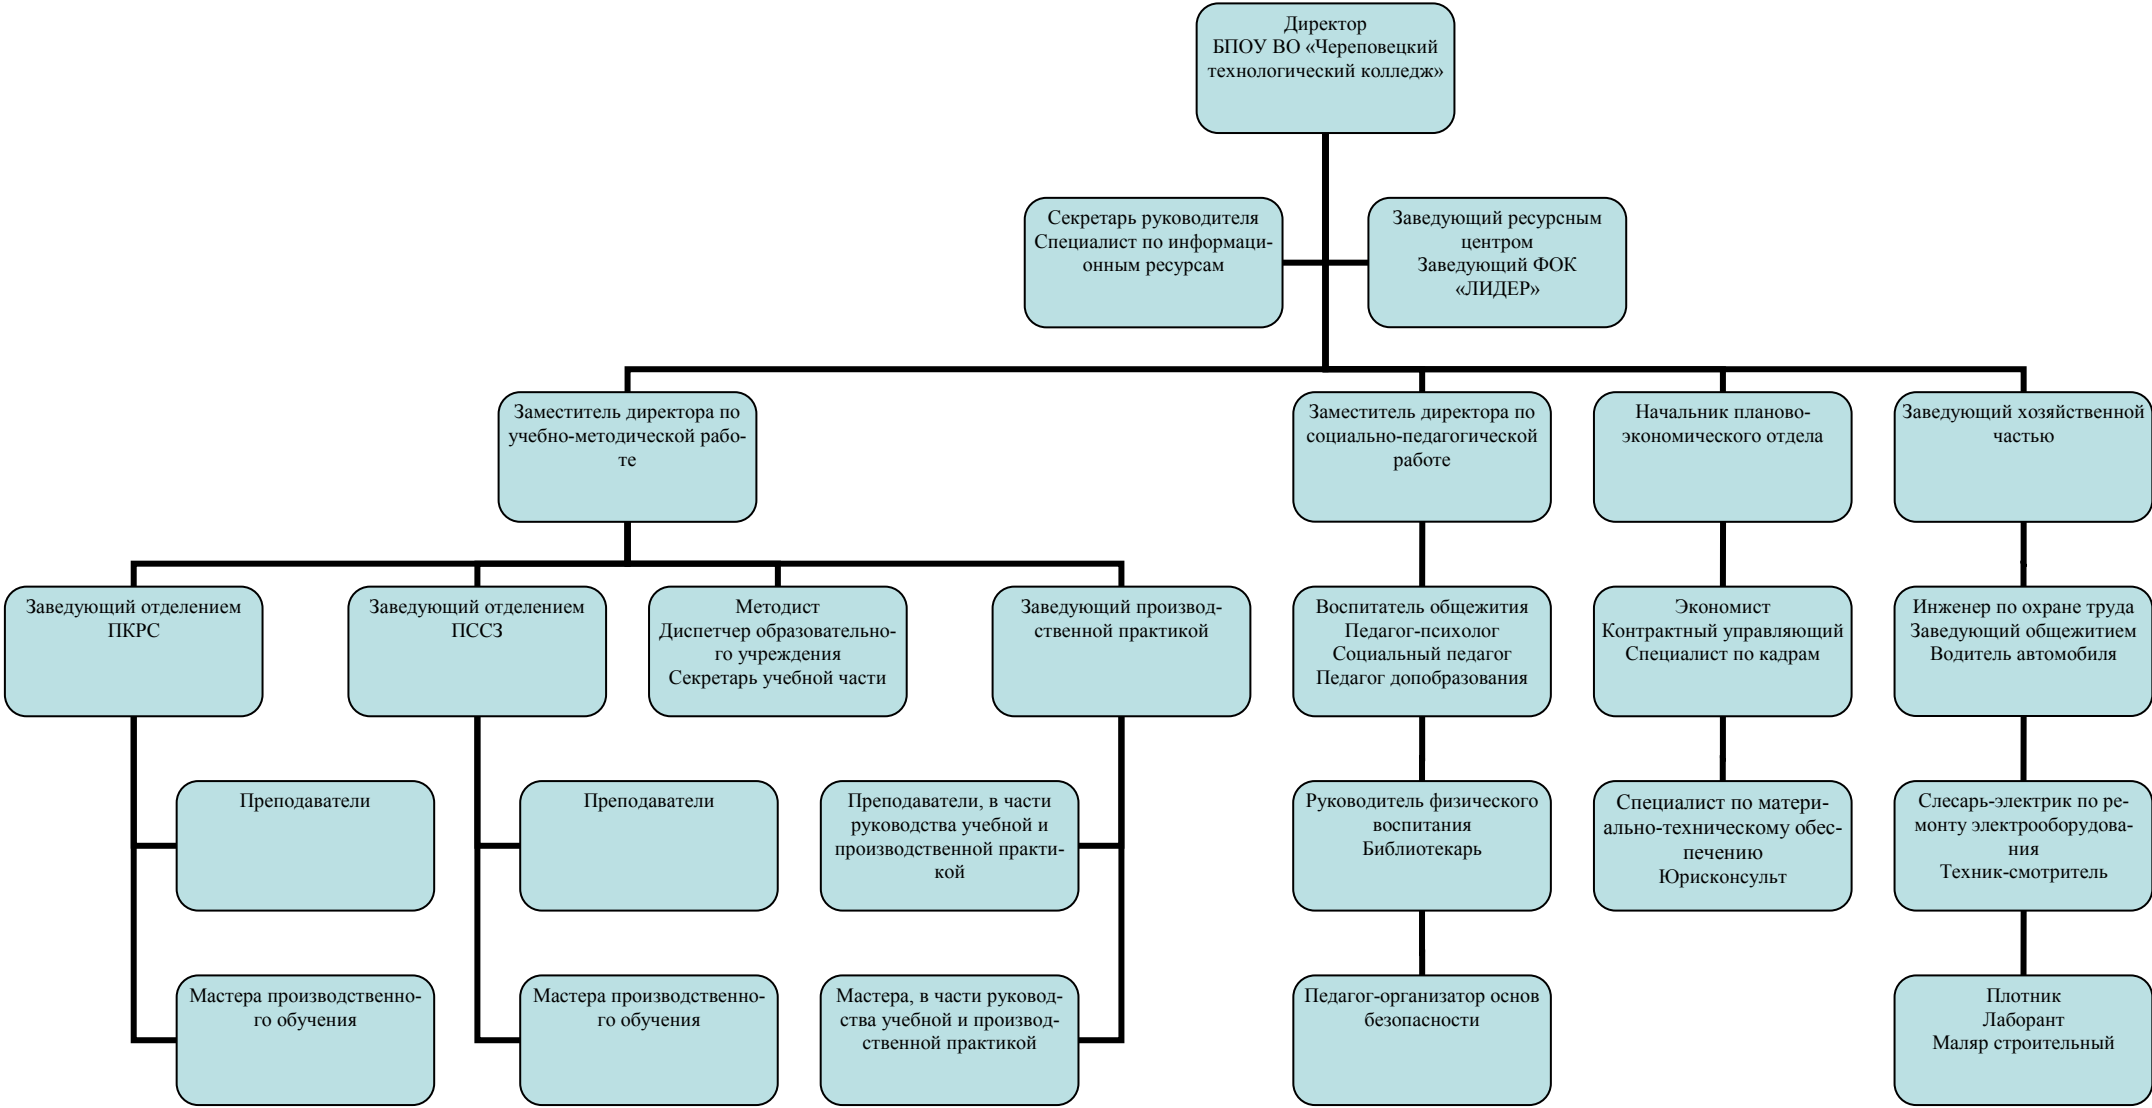 Директор
БПОУ ВО «Череповецкий
технологический колледж»
Секретарь руководителя
Специалист по информаци-
онным ресурсам
Заведующий ресурсным
центром
Заведующий ФОК
«ЛИДЕР»
Заместитель директора по
учебно-методической рабо-
те
Заместитель директора по
социально-педагогической
работе
Начальник планово-
экономического отдела
Заведующий хозяйственной
частью
Заведующий отделением
ПКРС
Заведующий отделением
ПССЗ
Методист
Диспетчер образовательно-
го учреждения
Секретарь учебной части
Заведующий производ-
ственной практикой
Воспитатель общежития
Педагог-психолог
Социальный педагог
Педагог допобразования
Экономист
Контрактный управляющий
Специалист по кадрам
Инженер по охране труда
Заведующий общежитием
Водитель автомобиля
Преподаватели
Преподаватели
Преподаватели, в части
руководства учебной и
производственной практи-
кой
Руководитель физического
воспитания
Библиотекарь
Специалист по матери-
ально-техническому обес-
печению
Юрисконсульт
Слесарь-электрик по ре-
монту электрооборудова-
ния
Техник-смотритель
Мастера производственно-
го обучения
Мастера производственно-
го обучения
Мастера, в части руковод-
ства учебной и производ-
ственной практикой
Педагог-организатор основ
безопасности
Плотник
Лаборант
Маляр строительный